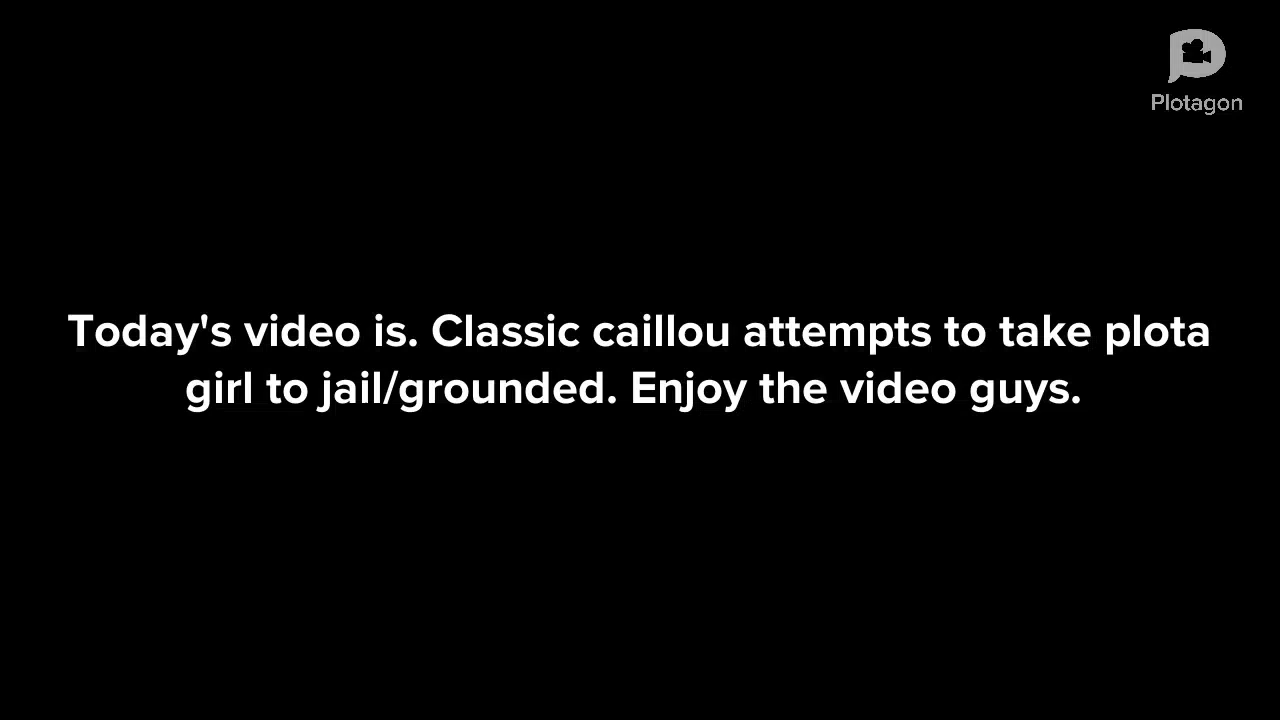 Plotagon
Today's video is. Classic caillou attempts to take plota
girl to jail/grounded. Enjoy the video guys.